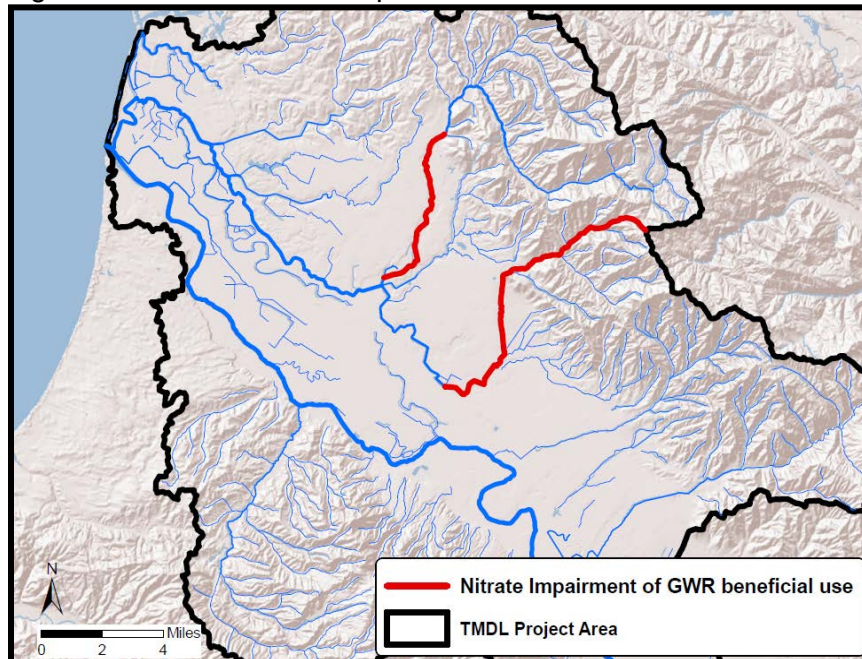 N
Miles
0 2 4
Nitrate Impairment of GWR beneficial use
TMDL Project Area